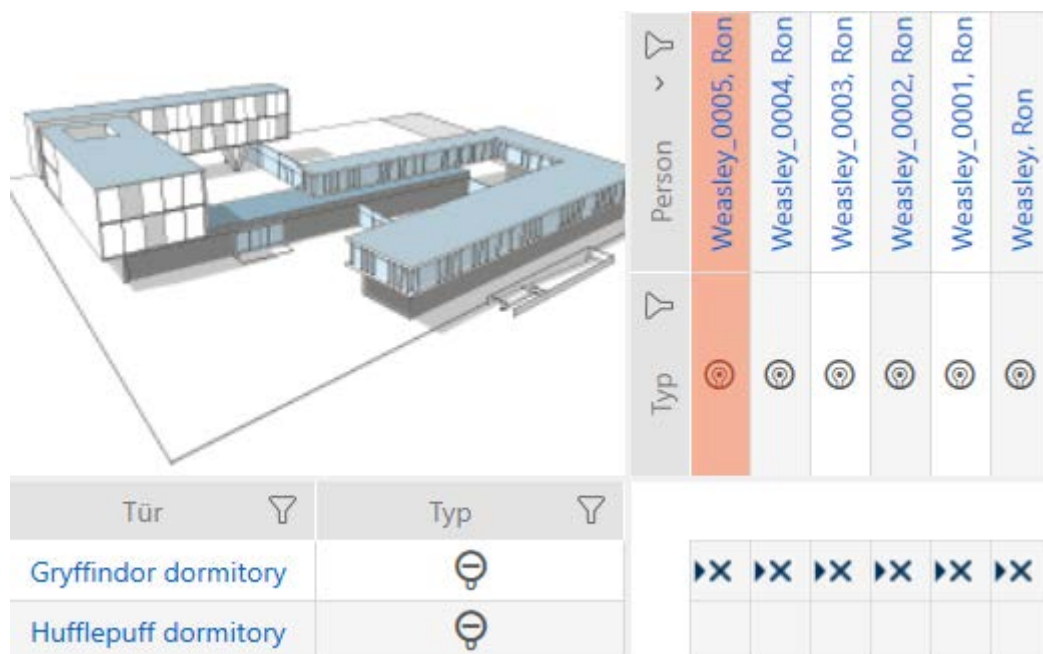 Person
Weasley_0005, Ron
Weasley_0004, Ron
Weasley_0003, Ron
Weasley_0002, Ron
Weasley_0001, Ron
Weasley, Ron
Typ
Tür
Typ
Gryffindor dormitory
Hufflepuff dormitory